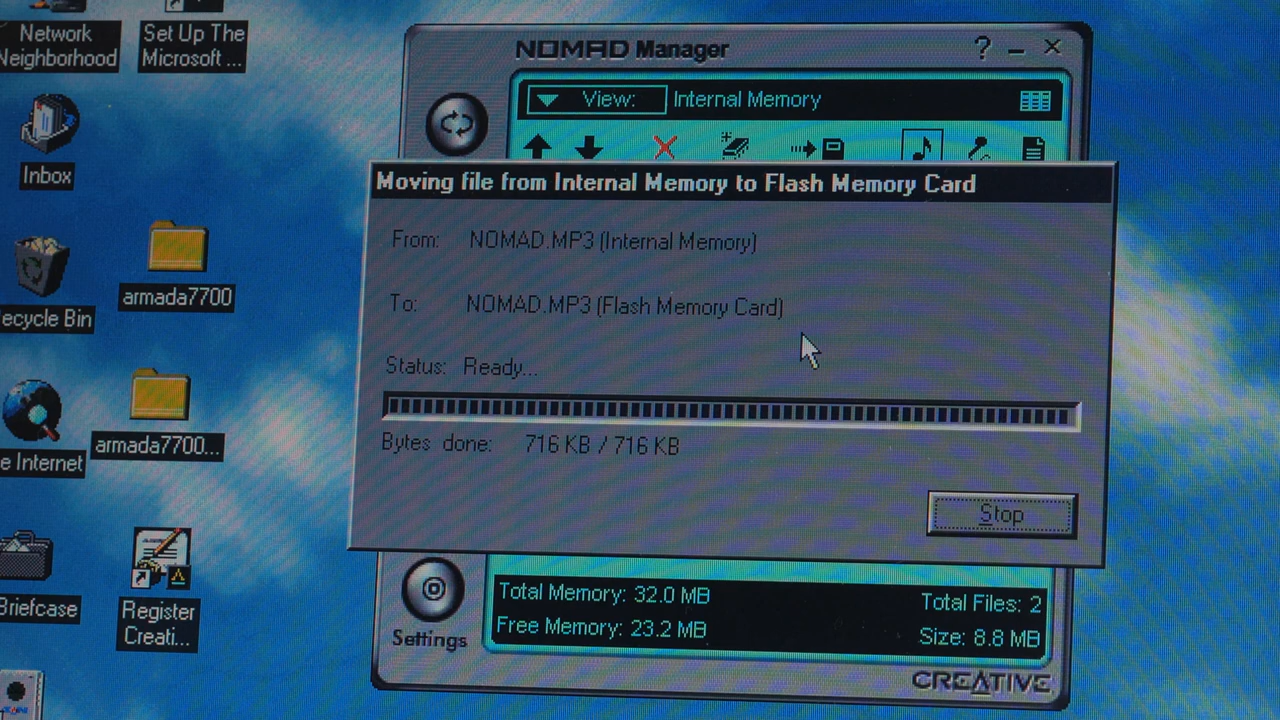 Network
Neighborhood
Set Up The
Microsoft ...
Inbox
ecycle Bin
armada7700
e Internet
armada7700...
Briefcase
Register
Creati...
NOMAD Manager
?
View:
Internal Memory
Moving file from Internal Memory to Flash Memory Card
From: NOMAD.MP3 (Internal Memory)
To: NOMAD.MP3 (Flash Memory Card)
Status: Ready...
Bytes done: 716 KB / 716 KB
Stop
Settings
Total Memory: 32.0 MB
Total Files: 2
Free Memory: 23.2 MB
Size: 8.8 MB
CREATIVE